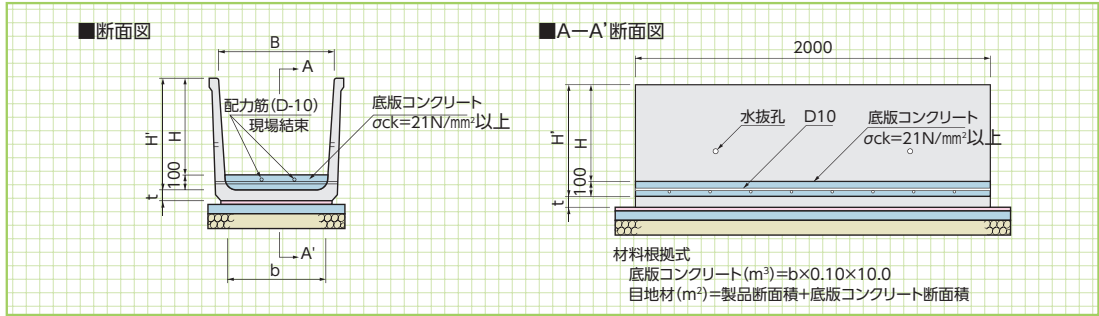 ■断面図
B
A
配力筋(D-10)
現場結束
底版コンクリート
σck=21N/mm²以上
H'
H
100
t
A'
b
■A－A'断面図
2000
水抜孔
D10
底版コンクリート
σck=21N/mm²以上
H'
H
100
t
材料根拠式
底版コンクリート(m³)=b×0.10×10.0
目地材(m²)=製品断面積+底版コンクリート断面積